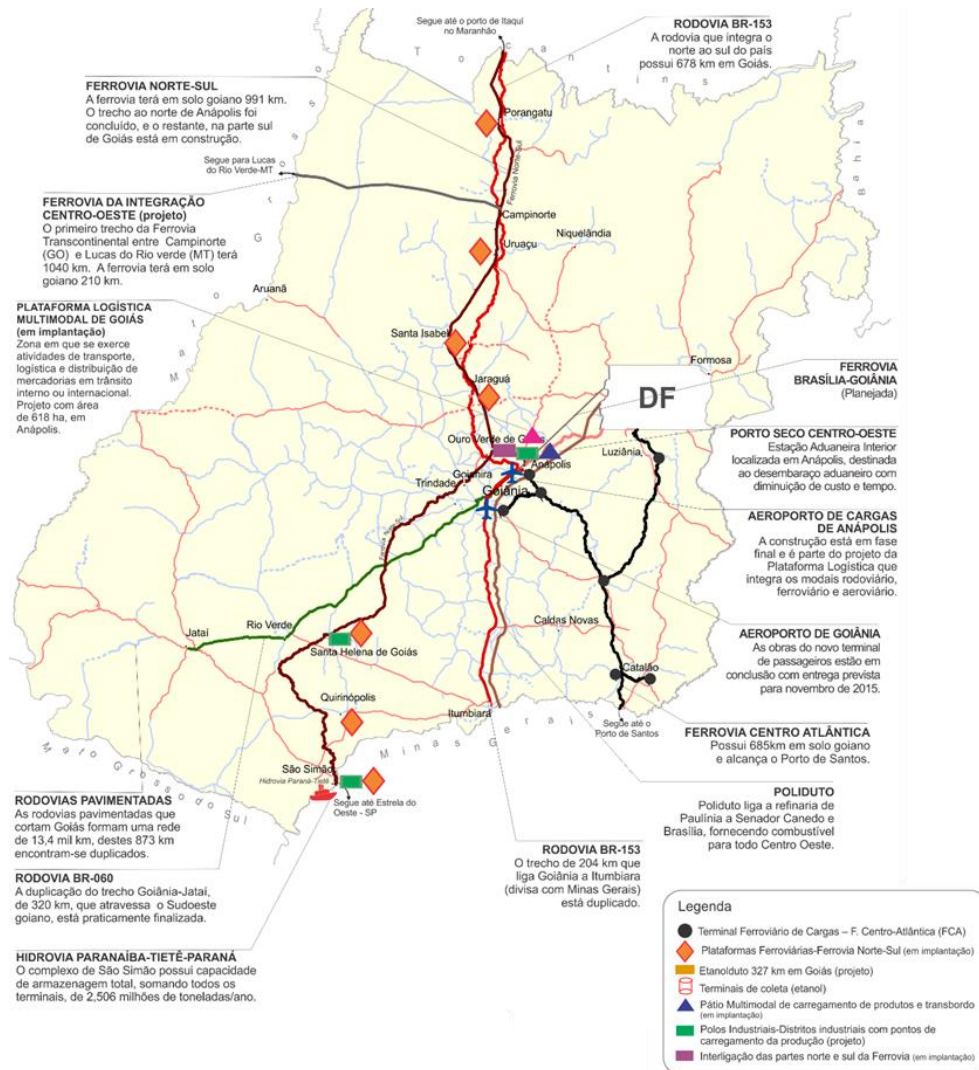 Segue até o porto de Itaquí
no Maranhão
RODOVIA BR-153
A rodovia que integra o
norte ao sul do país
possui 678 km em Goiás.
Tocantins
Bahia
FERROVIA NORTE-SUL
A ferrovia terá em solo goiano 991 km.
O trecho ao norte de Anápolis foi
concluído, e o restante, na parte sul
de Goiás está em construção.
Porangatu
Ferrovia Norte-Sul
Segue para Lucas
do Rio Verde-MT
FERROVIA DA INTEGRAÇÃO
CENTRO-OESTE (projeto)
O primeiro trecho da Ferrovia
Transcontinental entre Campinorte
(GO) e Lucas do Rio verde (MT) terá
1040 km. A ferrovia terá em solo
goiano 210 km.
Campinorte
Uruaçu
Niquelândia
Aruanã
PLATAFORMA LOGÍSTICA
MULTIMODAL DE GOIÁS
(em implantação)
Zona em que se exerce
atividades de transporte,
logística e distribuição de
mercadorias em trânsito
interno ou internacional.
Projeto com área
de 618 ha, em
Anápolis.
Santa Isabel
Jaraguá
Formosa
DF
FERROVIA
BRASÍLIA-GOIÂNIA
(Planejada)
Ouro Verde de Goiás
Luziânia
Anápolis
Goianira
Trindade
Goiânia
PORTO SECO CENTRO-OESTE
Estação Aduaneira Interior
localizada em Anápolis, destinada
ao desembaraço aduaneiro com
diminuição de custo e tempo.
AEROPORTO DE CARGAS
DE ANÁPOLIS
A construção está em fase
final e é parte do projeto da
Plataforma Logística que
integra os modais rodoviário,
ferroviário e aeroviário.
Rio Verde
Jataí
Santa Helena de Goiás
Caldas Novas
Catalão
Quirinópolis
Itumbiara
AEROPORTO DE GOIÂNIA
As obras do novo terminal
de passageiros estão em
conclusão com entrega prevista
para novembro de 2015.
Segue até o
Porto de Santos
Minas Gerais
Mato Grosso do Sul
São Simão
Hidrovia Paraná-Tietê
Segue até Estrela do
Oeste - SP
FERROVIA CENTRO ATLÂNTICA
Possui 685km em solo goiano
e alcança o Porto de Santos.
POLIDUTO
Poliduto liga a refinaria de
Paulínia a Senador Canedo e
Brasília, fornecendo combustível
para todo Centro Oeste.
RODOVIAS PAVIMENTADAS
As rodovias pavimentadas que
cortam Goiás formam uma rede
de 13,4 mil km, destes 873 km
encontram-se duplicados.
RODOVIA BR-060
A duplicação do trecho Goiânia-Jataí,
de 320 km, que atravessa o Sudoeste
goiano, está praticamente finalizada.
RODOVIA BR-153
O trecho de 204 km que
liga Goiânia a Itumbiara
(divisa com Minas Gerais)
está duplicado.
HIDROVIA PARANAÍBA-TIETÊ-PARANÁ
O complexo de São Simão possui capacidade
de armazenagem total, somando todos os
terminais, de 2,506 milhões de toneladas/ano.
Legenda
Terminal Ferroviário de Cargas – F. Centro-Atlântica (FCA)
Plataformas Ferroviárias-Ferrovia Norte-Sul (em implantação)
Etanolduto 327 km em Goiás (projeto)
Terminais de coleta (etanol)
Pátio Multimodal de carregamento de produtos e transbordo
(em implantação)
Polos Industriais-Distritos industriais com pontos de
carregamento da produção (projeto)
Interligação das partes norte e sul da Ferrovia (em implantação)